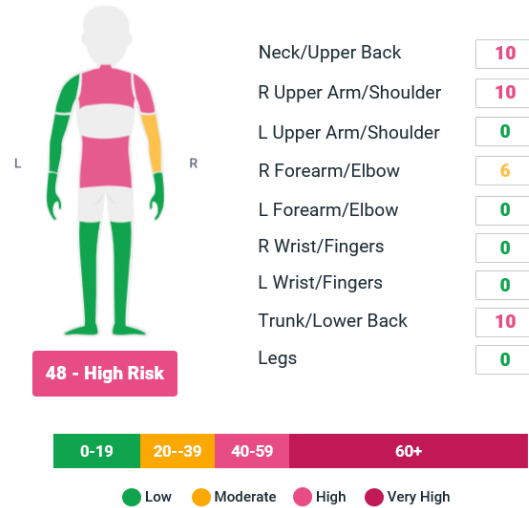 Neck/Upper Back 10
R Upper Arm/Shoulder 10
L Upper Arm/Shoulder 0
L R
R Forearm/Elbow 6
L Forearm/Elbow 0
R Wrist/Fingers 0
L Wrist/Fingers 0
Trunk/Lower Back 10
Legs 0
48 - High Risk
0-19 20--39 40-59 60+
Low Moderate High Very High